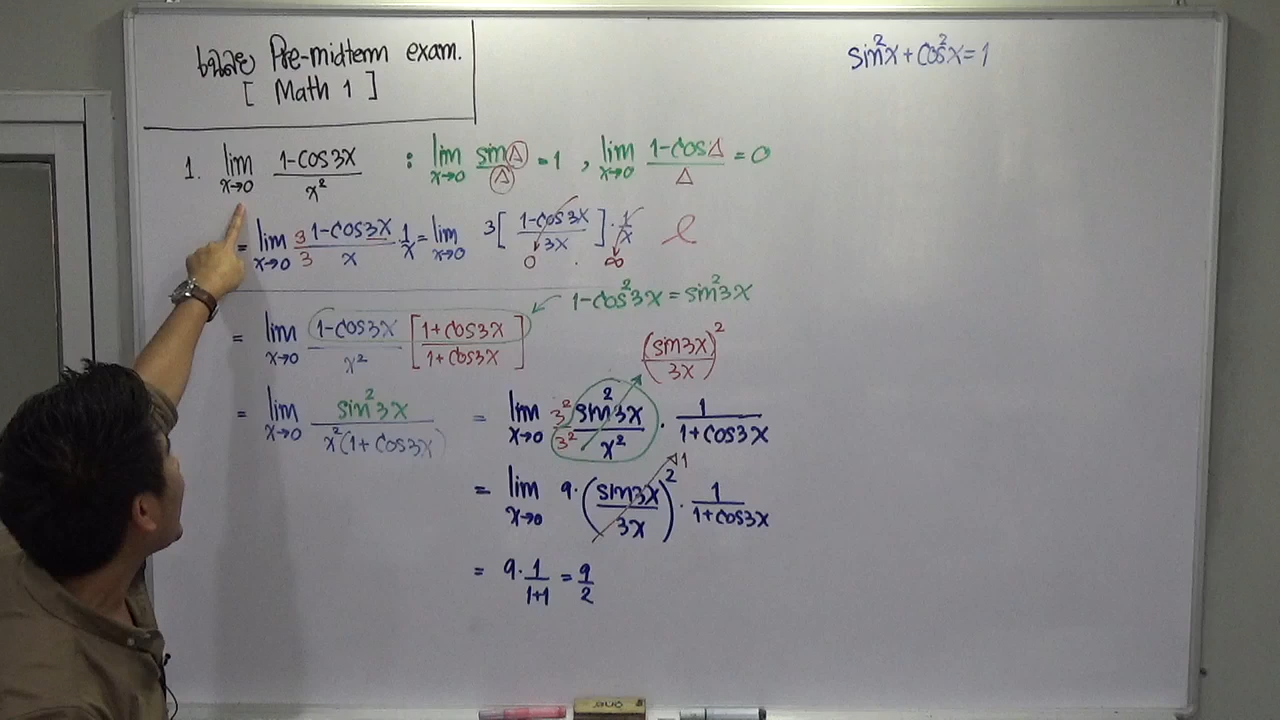 เฉลย Pre-midterm exam.
[ Math 1 ]
sin²x + cos²x = 1
1. lim x→0 (1-cos3x)/x² : lim x→0 sin△/△ = 1 , lim x→0 (1-cos△)/△ = 0
= lim x→0 3/3 (1-cos3x)/x · 1/x = lim x→0 3[(1-cos3x)/3x] · 1/x
0 ∞
1-cos²3x = sin²3x
= lim x→0 (1-cos3x)/x² [(1+cos3x)/(1+cos3x)]
(sin3x/3x)²
= lim x→0 sin²3x/(x²(1+cos3x)) = lim x→0 3²/3² sin²3x/x² · 1/(1+cos3x)
= lim x→0 9·(sin3x/3x)² · 1/(1+cos3x)
1
= 9·1/(1+1) = 9/2